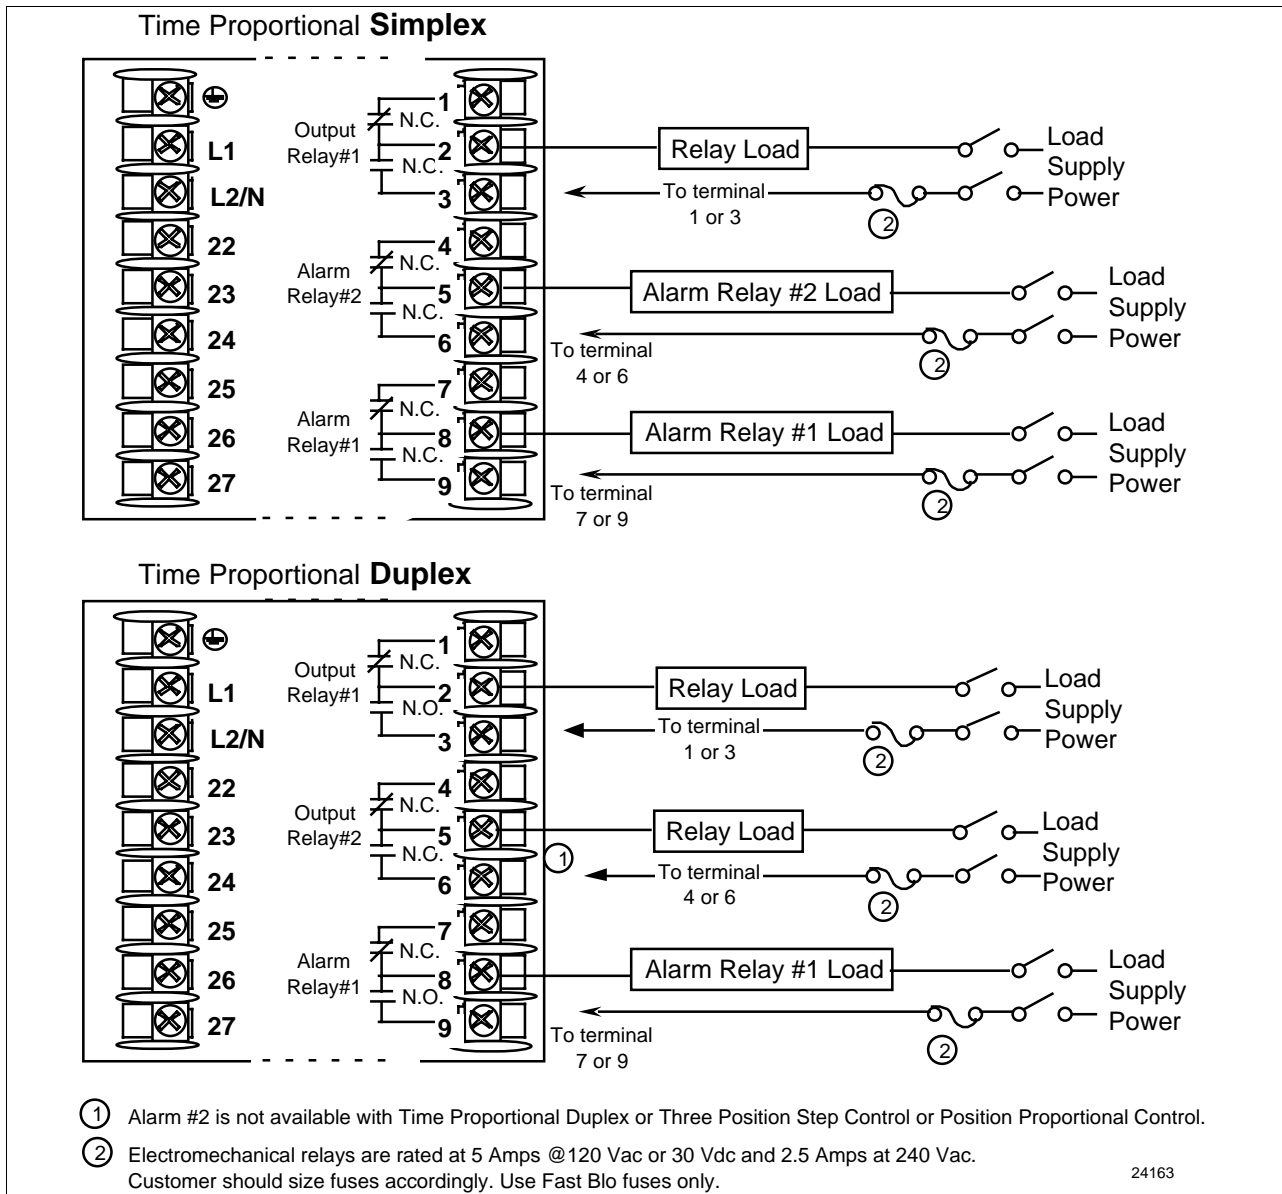 Time Proportional Simplex
L1
L2/N
22
23
24
25
26
27
Output
Relay#1
N.C.
N.C.
1
2
3
Alarm
Relay#2
N.C.
N.C.
4
5
6
Alarm
Relay#1
N.C.
N.C.
7
8
9
Relay Load
Load
Supply
Power
To terminal
1 or 3
2
Alarm Relay #2 Load
Load
Supply
Power
To terminal
4 or 6
2
Alarm Relay #1 Load
Load
Supply
Power
To terminal
7 or 9
2
Time Proportional Duplex
L1
L2/N
22
23
24
25
26
27
Output
Relay#1
N.C.
N.O.
1
2
3
Output
Relay#2
N.C.
N.O.
4
5
6
1
Alarm
Relay#1
N.C.
N.O.
7
8
9
Relay Load
Load
Supply
Power
To terminal
1 or 3
2
Relay Load
Load
Supply
Power
To terminal
4 or 6
2
Alarm Relay #1 Load
Load
Supply
Power
To terminal
7 or 9
2
1 Alarm #2 is not available with Time Proportional Duplex or Three Position Step Control or Position Proportional Control.
2 Electromechanical relays are rated at 5 Amps @120 Vac or 30 Vdc and 2.5 Amps at 240 Vac.
Customer should size fuses accordingly. Use Fast Blo fuses only.
24163